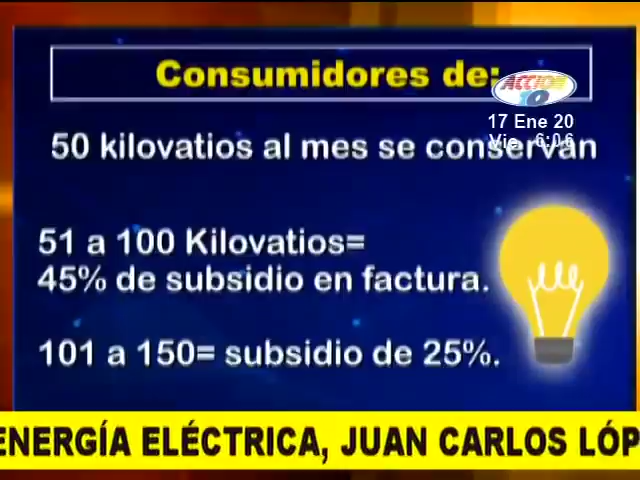 Consumidores de:
ACCION
10
17 Ene 20
Vie 6:06
50 kilovatios al mes se conservan
51 a 100 Kilovatios=
45% de subsidio en factura.
101 a 150= subsidio de 25%.
ENERGÍA ELÉCTRICA, JUAN CARLOS LÓP